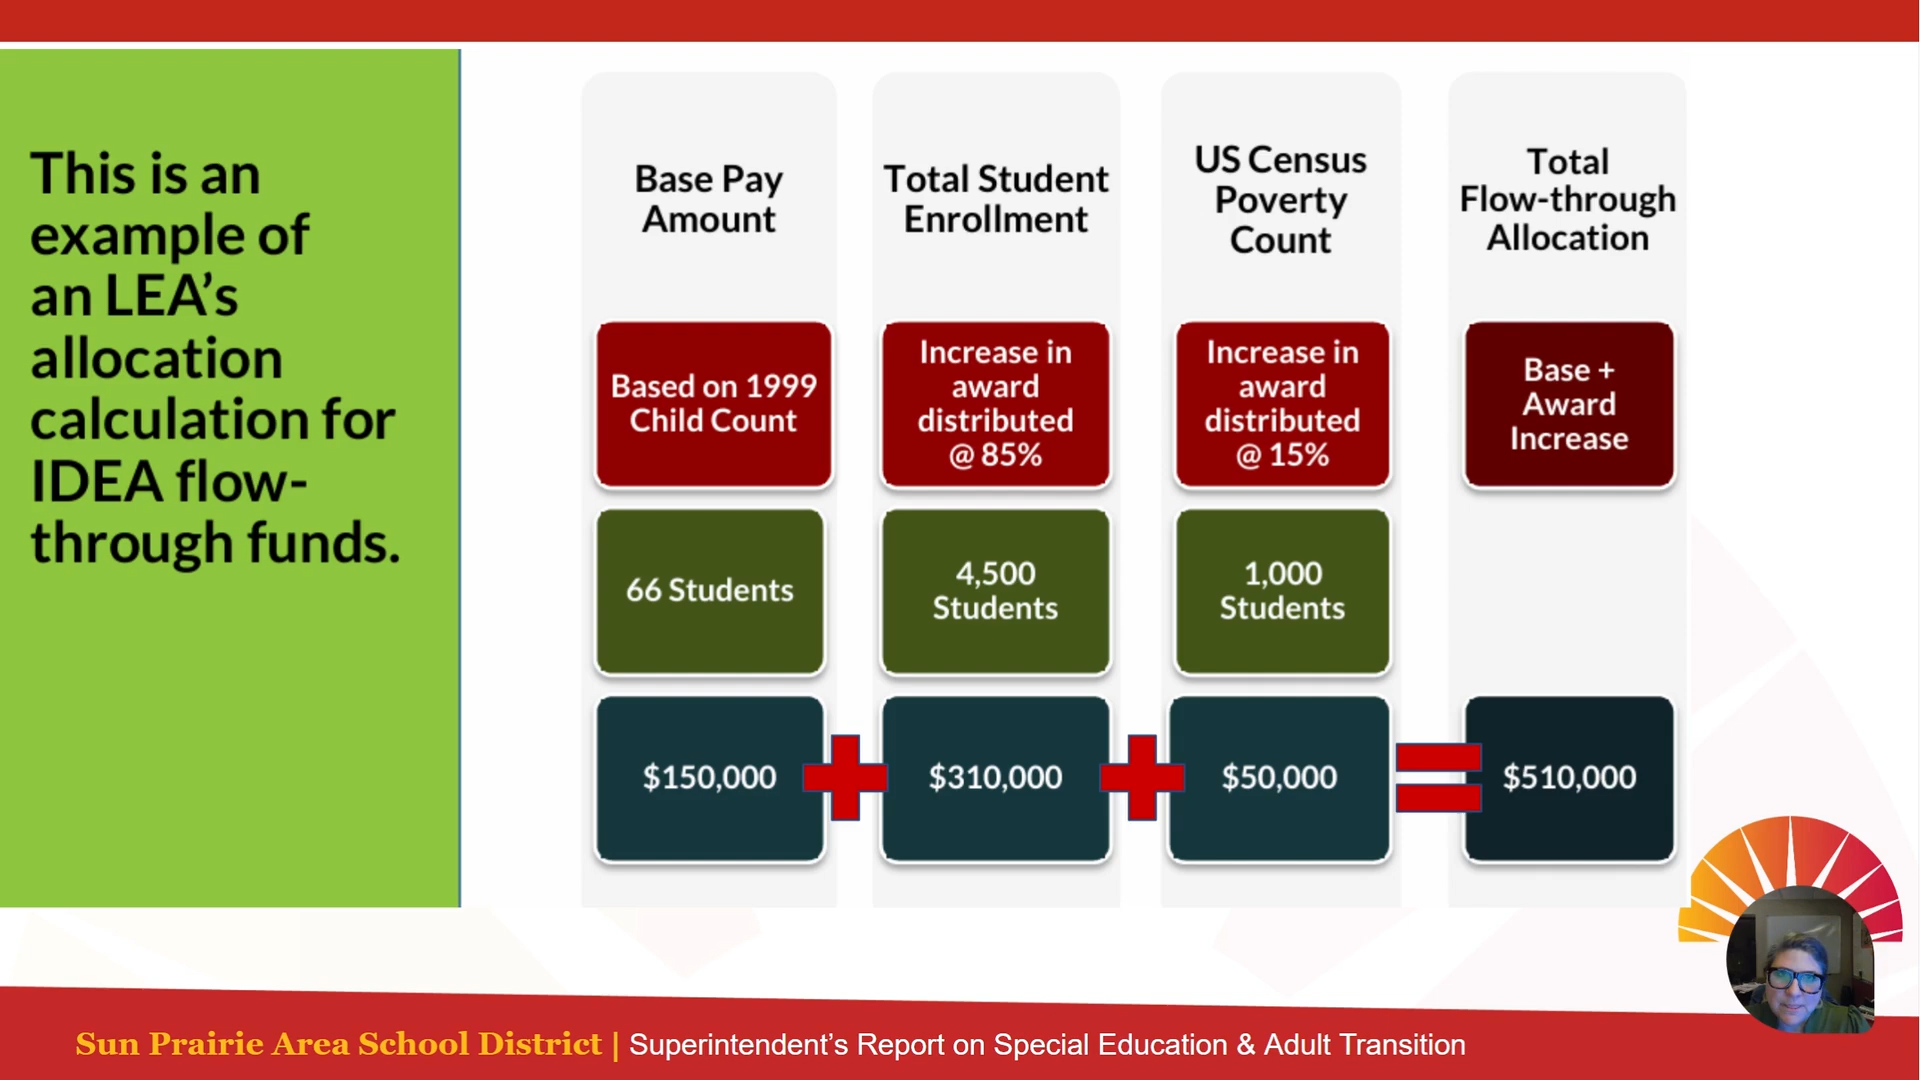 This is an
example of
an LEA’s
allocation
calculation for
IDEA flow-
through funds.
Base Pay
Amount
Total Student
Enrollment
US Census
Poverty
Count
Total
Flow-through
Allocation
Based on 1999
Child Count
Increase in
award
distributed
@ 85%
Increase in
award
distributed
@ 15%
Base +
Award
Increase
66 Students
4,500
Students
1,000
Students
$150,000
$310,000
$50,000
$510,000
Sun Prairie Area School District | Superintendent’s Report on Special Education & Adult Transition